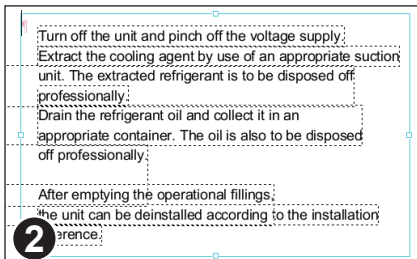 Turn off the unit and pinch off the voltage supply.
Extract the cooling agent by use of an appropriate suction
unit. The extracted refrigerant is to be disposed off
professionally.
Drain the refrigerant oil and collect it in an
appropriate container. The oil is also to be disposed
off professionally.
After emptying the operational fillings,
the unit can be deinstalled according to the installation
erence.
2